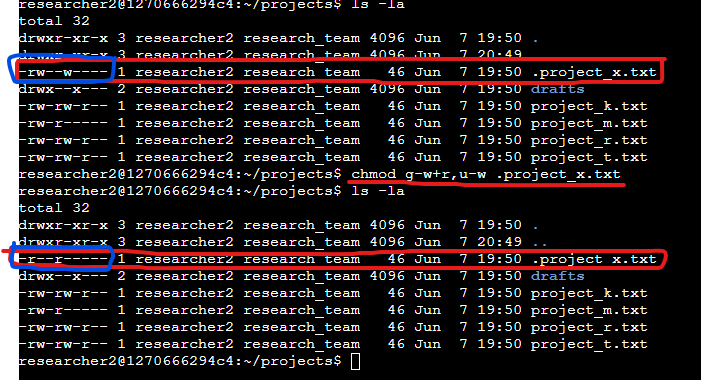 researcher2@1270666294c4:~/projects$ ls -la
total 32
drwxr-xr-x 3 researcher2 research_team 4096 Jun  7 19:50 .
drwxr-xr-x 3 researcher2 research_team 4096 Jun  7 20:49
-rw--w---- 1 researcher2 research_team   46 Jun  7 19:50 .project_x.txt
drwx--x--- 2 researcher2 research_team 4096 Jun  7 19:50 drafts
-rw-rw-r-- 1 researcher2 research_team   46 Jun  7 19:50 project_k.txt
-rw-r----- 1 researcher2 research_team   46 Jun  7 19:50 project_m.txt
-rw-rw-r-- 1 researcher2 research_team   46 Jun  7 19:50 project_r.txt
-rw-rw-r-- 1 researcher2 research_team   46 Jun  7 19:50 project_t.txt
researcher2@1270666294c4:~/projects$ chmod g-w+r,u-w .project_x.txt
researcher2@1270666294c4:~/projects$ ls -la
total 32
drwxr-xr-x 3 researcher2 research_team 4096 Jun  7 19:50 .
drwxr-xr-x 3 researcher2 research_team 4096 Jun  7 20:49 ..
-r--r----- 1 researcher2 research_team   46 Jun  7 19:50 .project_x.txt
drwx--x--- 2 researcher2 research_team 4096 Jun  7 19:50 drafts
-rw-rw-r-- 1 researcher2 research_team   46 Jun  7 19:50 project_k.txt
-rw-r----- 1 researcher2 research_team   46 Jun  7 19:50 project_m.txt
-rw-rw-r-- 1 researcher2 research_team   46 Jun  7 19:50 project_r.txt
-rw-rw-r-- 1 researcher2 research_team   46 Jun  7 19:50 project_t.txt
researcher2@1270666294c4:~/projects$